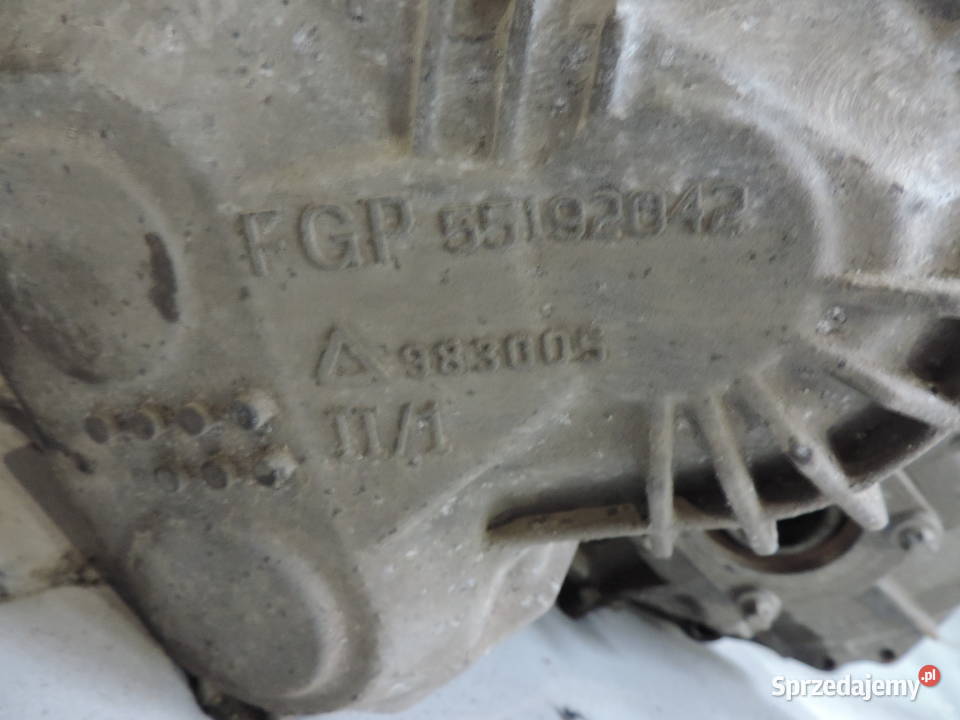 FGP 55192042
983005
II/1
Sprzedajemy.pl